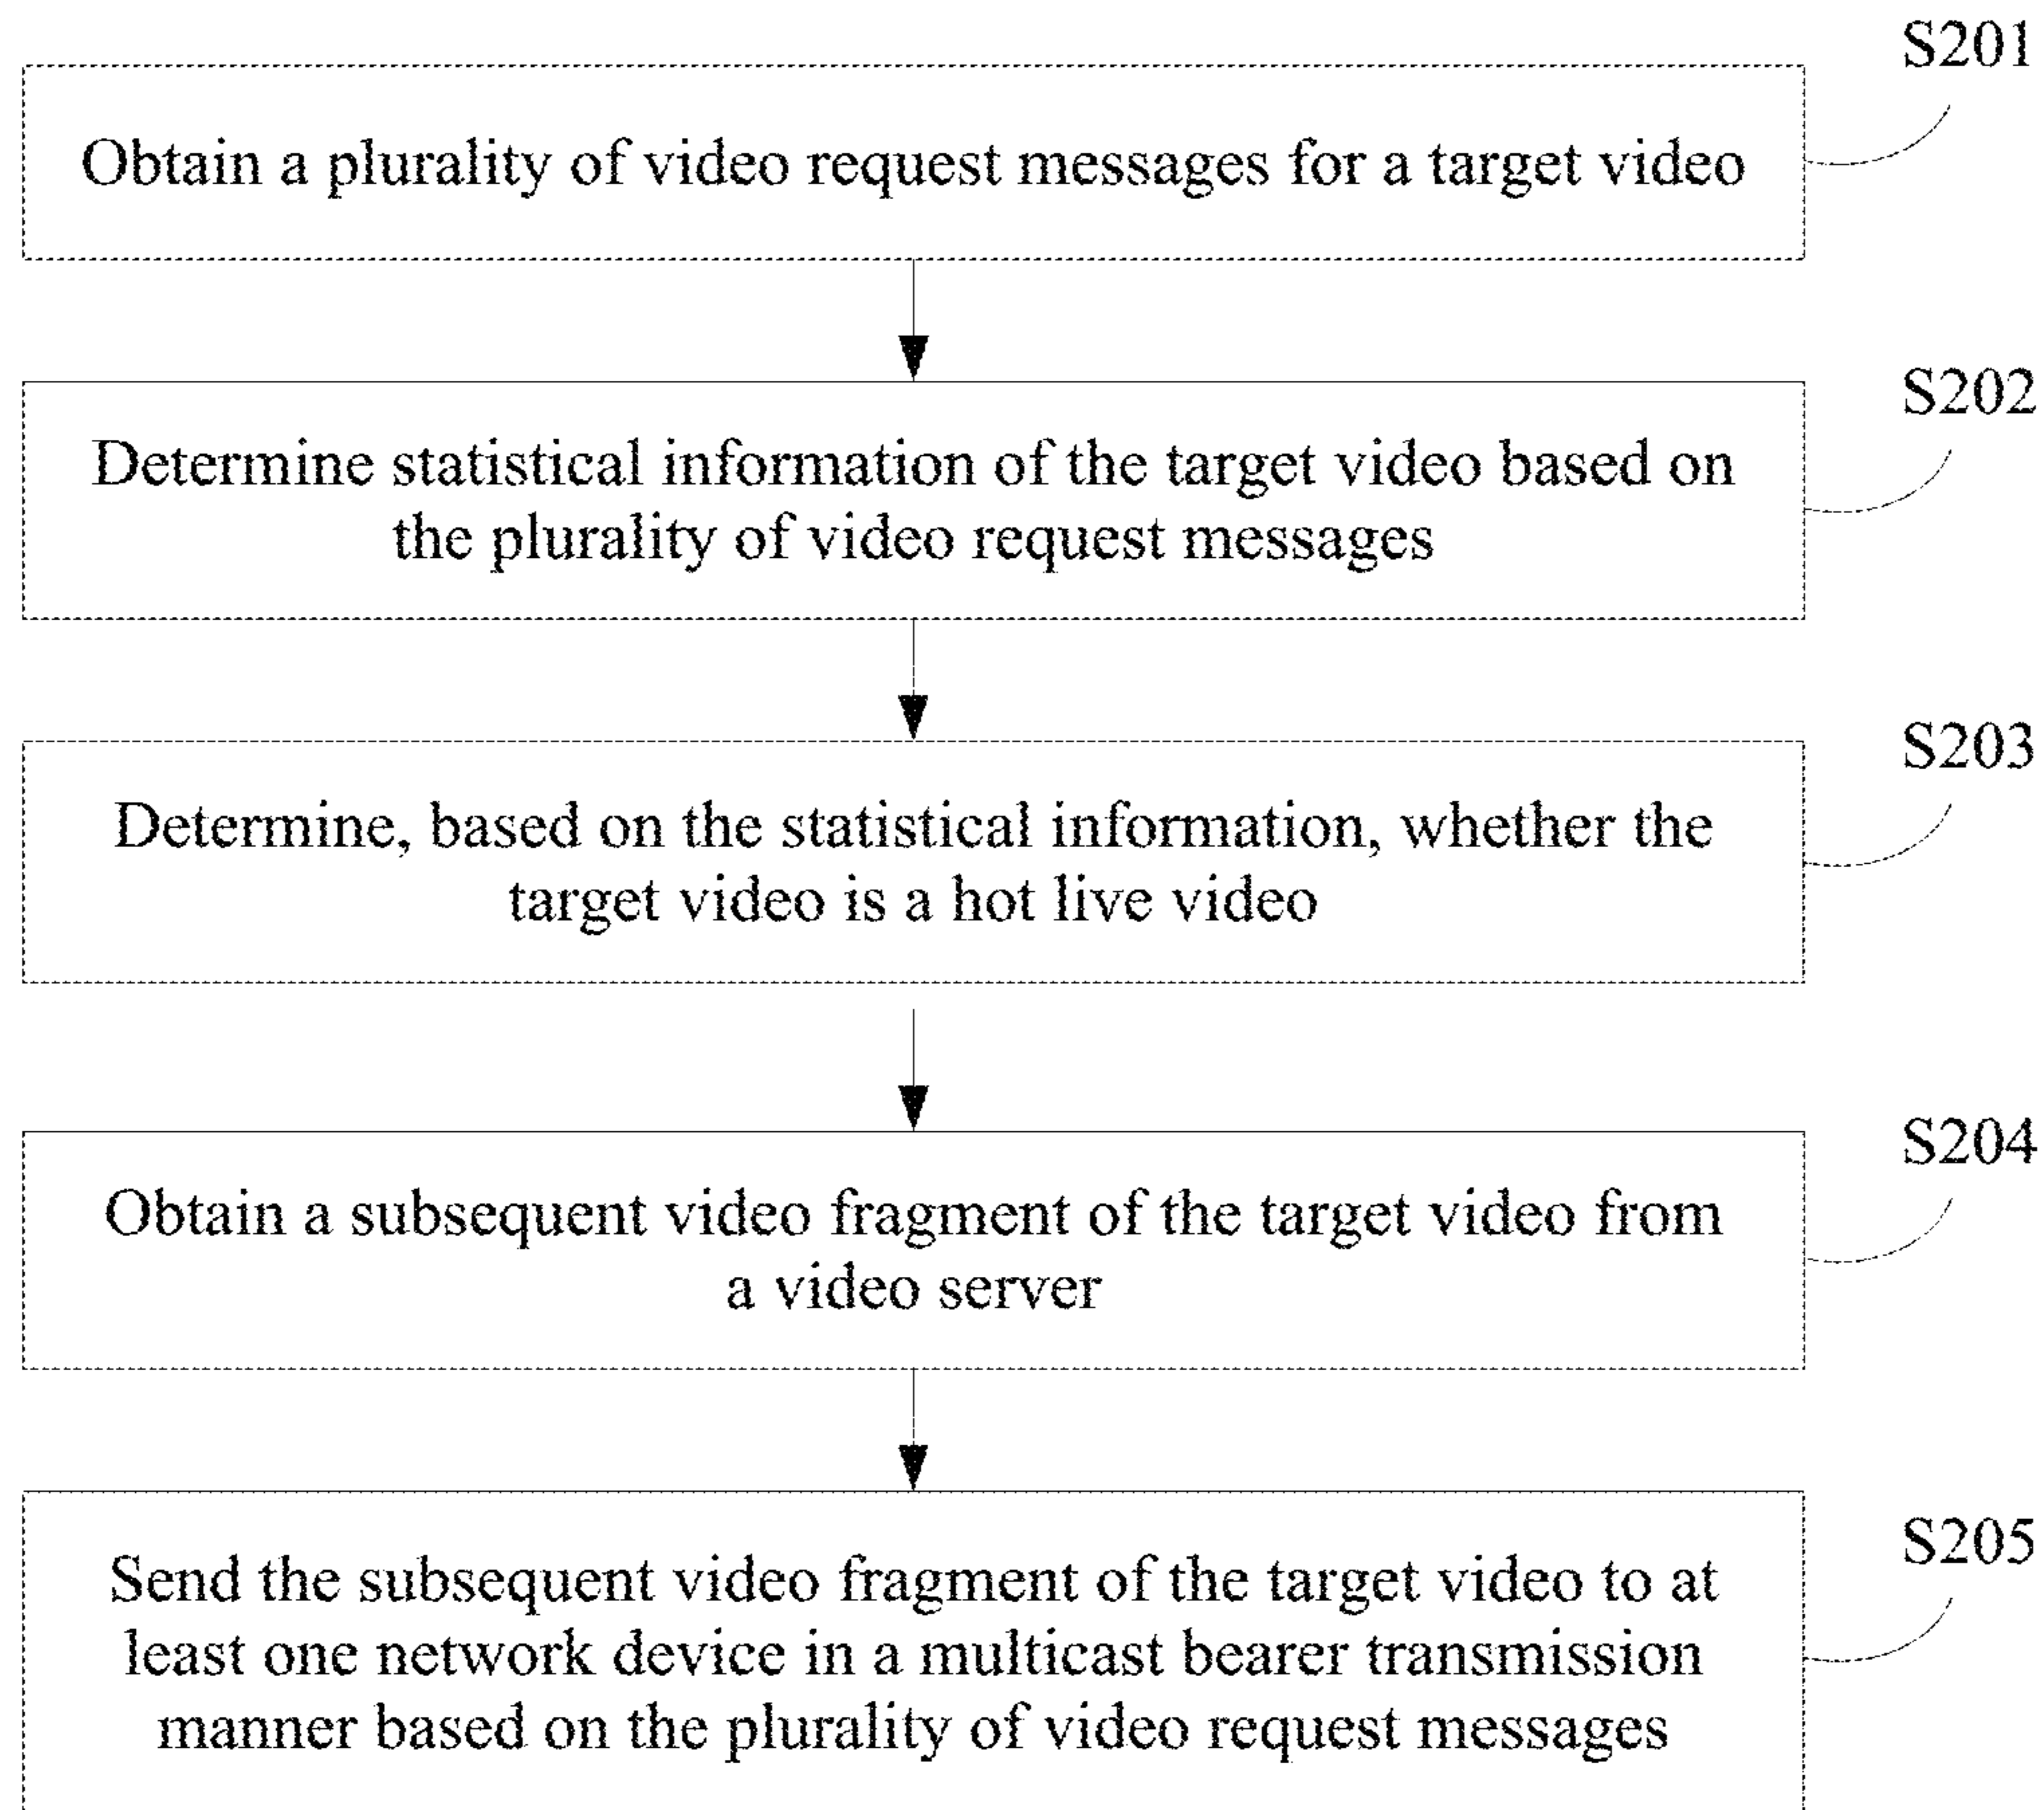 S201
Obtain a plurality of video request messages for a target video
S202
Determine statistical information of the target video based on
the plurality of video request messages
S203
Determine, based on the statistical information, whether the
target video is a hot live video
S204
Obtain a subsequent video fragment of the target video from
a video server
S205
Send the subsequent video fragment of the target video to at
least one network device in a multicast bearer transmission
manner based on the plurality of video request messages